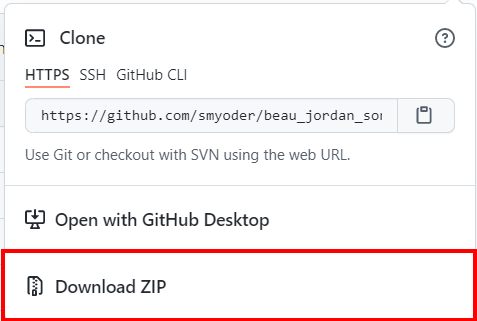 Clone
HTTPS SSH GitHub CLI
https://github.com/smyoder/beau_jordan_so
Use Git or checkout with SVN using the web URL.
Open with GitHub Desktop
Download ZIP